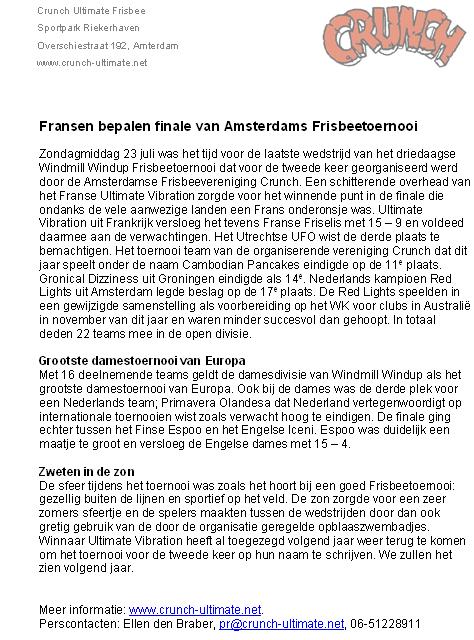 Crunch Ultimate Frisbee
Sportpark Riekerhaven
Overschiestraat 192, Amsterdam
www.crunch-ultimate.net
CRUNCH
Fransen bepalen finale van Amsterdams Frisbeetoernooi
Zondagmiddag 23 juli was het tijd voor de laatste wedstrijd van het driedaagse
Windmill Windup Frisbeetoernooi dat voor de tweede keer georganiseerd werd
door de Amsterdamse Frisbeevereniging Crunch. Een schitterende overhead van
het Franse Ultimate Vibration zorgde voor het winnende punt in de finale die
ondanks de vele aanwezige landen een Frans onderonsje was. Ultimate
Vibration uit Frankrijk versloeg het tevens Franse Friselis met 15 – 9 en voldeed
daarmee aan de verwachtingen. Het Utrechtse UFO wist de derde plaats te
bemachtigen. Het toernooi team van de organiserende vereniging Crunch dat dit
jaar speelt onder de naam Cambodian Pancakes eindigde op de 11e plaats.
Gronical Dizziness uit Groningen eindigde als 14e. Nederlands kampioen Red
Lights uit Amsterdam legde beslag op de 17e plaats. De Red Lights speelden in
een gewijzigde samenstelling als voorbereiding op het WK voor clubs in Australië
in november van dit jaar en waren minder succesvol dan gehoopt. In totaal
deden 22 teams mee in de open divisie.
Grootste damestoernooi van Europa
Met 16 deelnemende teams geldt de damesdivisie van Windmill Windup als het
grootste damestoernooi van Europa. Ook bij de dames was de derde plek voor
een Nederlands team; Primavera Olandesa dat Nederland vertegenwoordigt op
internationale toernooien wist zoals verwacht hoog te eindigen. De finale ging
echter tussen het Finse Espoo en het Engelse Iceni. Espoo was duidelijk een
maatje te groot en versloeg de Engelse dames met 15 – 4.
Zweten in de zon
De sfeer tijdens het toernooi was zoals het hoort bij een goed Frisbeetoernooi:
gezellig buiten de lijnen en sportief op het veld. De zon zorgde voor een zeer
zomers sfeertje en de spelers maakten tussen de wedstrijden door dan ook
gretig gebruik van de door de organisatie geregelde opblaaszwembadjes.
Winnaar Ultimate Vibration heeft al toegezegd volgend jaar weer terug te komen
om het toernooi voor de tweede keer op hun naam te schrijven. We zullen het
zien volgend jaar.
Meer informatie: www.crunch-ultimate.net.
Perscontacten: Ellen den Braber, pr@crunch-ultimate.net, 06-51228911